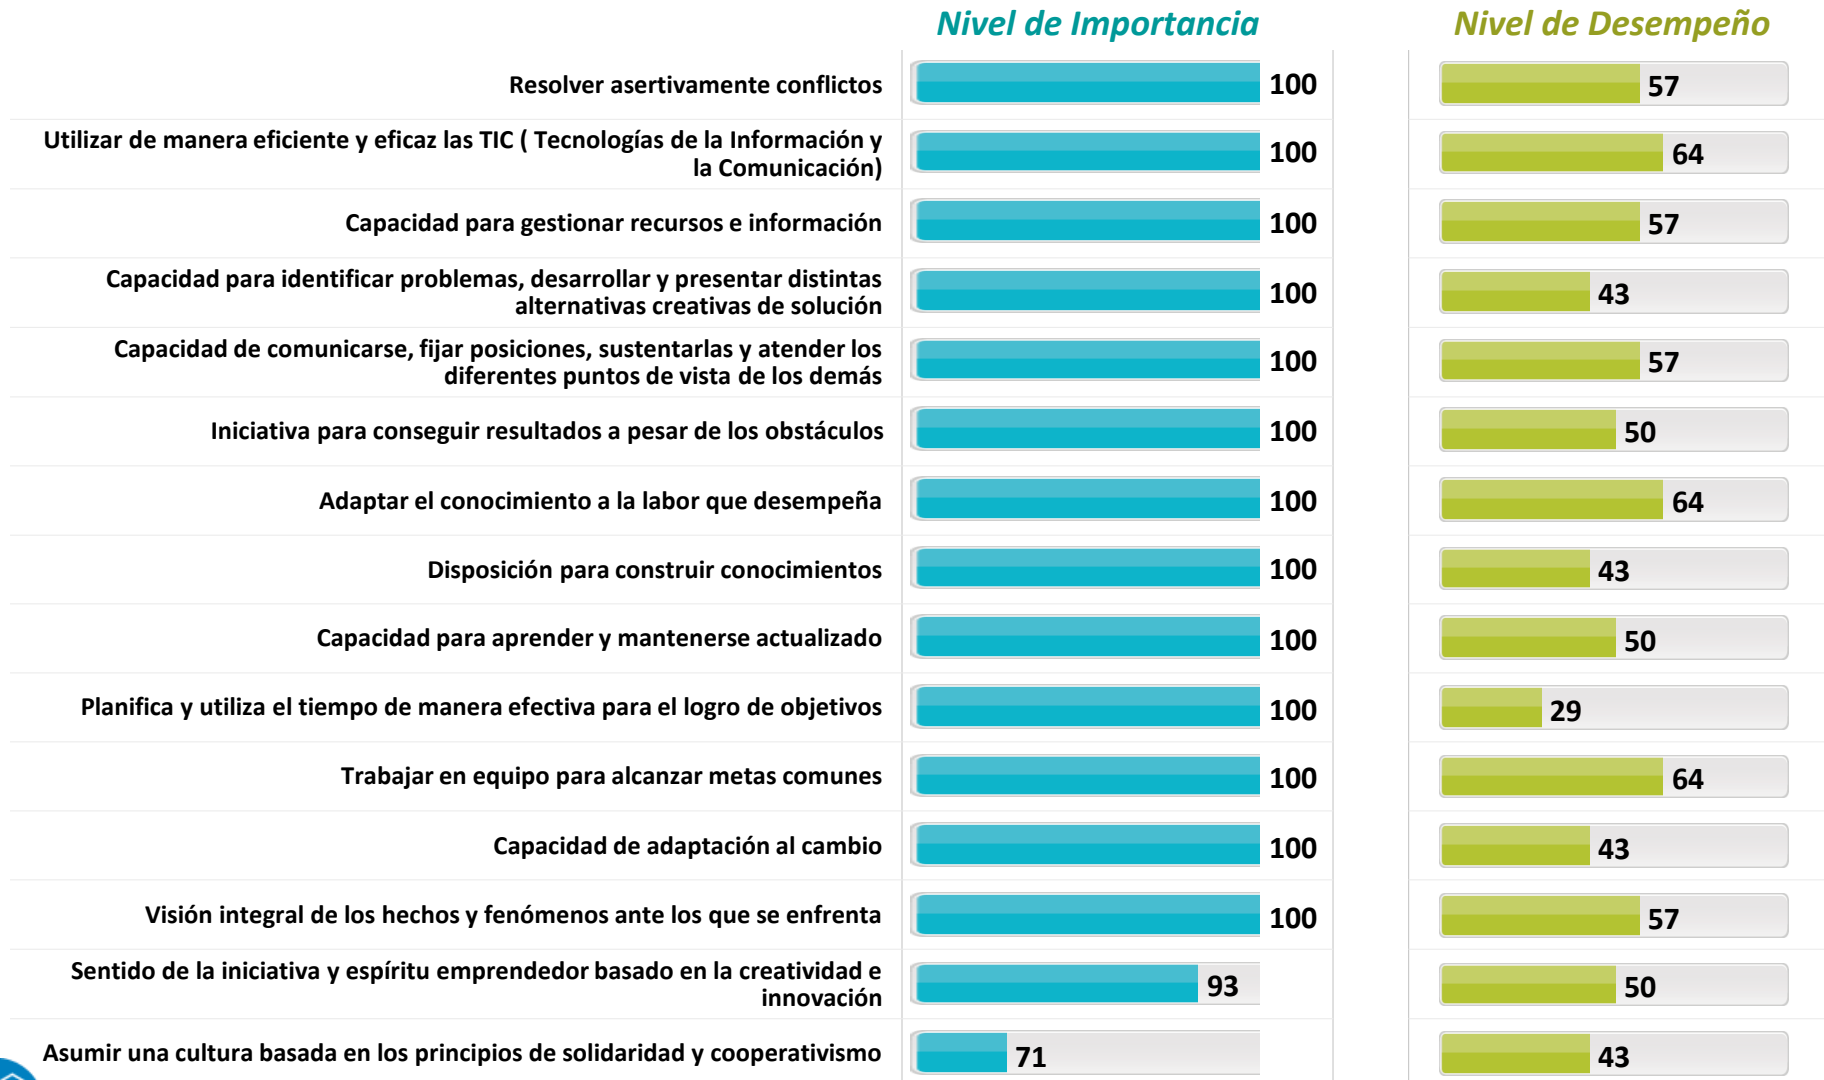 Nivel de Importancia
Nivel de Desempeño
Resolver asertivamente conflictos
100
57
Utilizar de manera eficiente y eficaz las TIC ( Tecnologías de la Información y
la Comunicación)
100
64
Capacidad para gestionar recursos e información
100
57
Capacidad para identificar problemas, desarrollar y presentar distintas
alternativas creativas de solución
100
43
Capacidad de comunicarse, fijar posiciones, sustentarlas y atender los
diferentes puntos de vista de los demás
100
57
Iniciativa para conseguir resultados a pesar de los obstáculos
100
50
Adaptar el conocimiento a la labor que desempeña
100
64
Disposición para construir conocimientos
100
43
Capacidad para aprender y mantenerse actualizado
100
50
Planifica y utiliza el tiempo de manera efectiva para el logro de objetivos
100
29
Trabajar en equipo para alcanzar metas comunes
100
64
Capacidad de adaptación al cambio
100
43
Visión integral de los hechos y fenómenos ante los que se enfrenta
100
57
Sentido de la iniciativa y espíritu emprendedor basado en la creatividad e
innovación
93
50
Asumir una cultura basada en los principios de solidaridad y cooperativismo
71
43